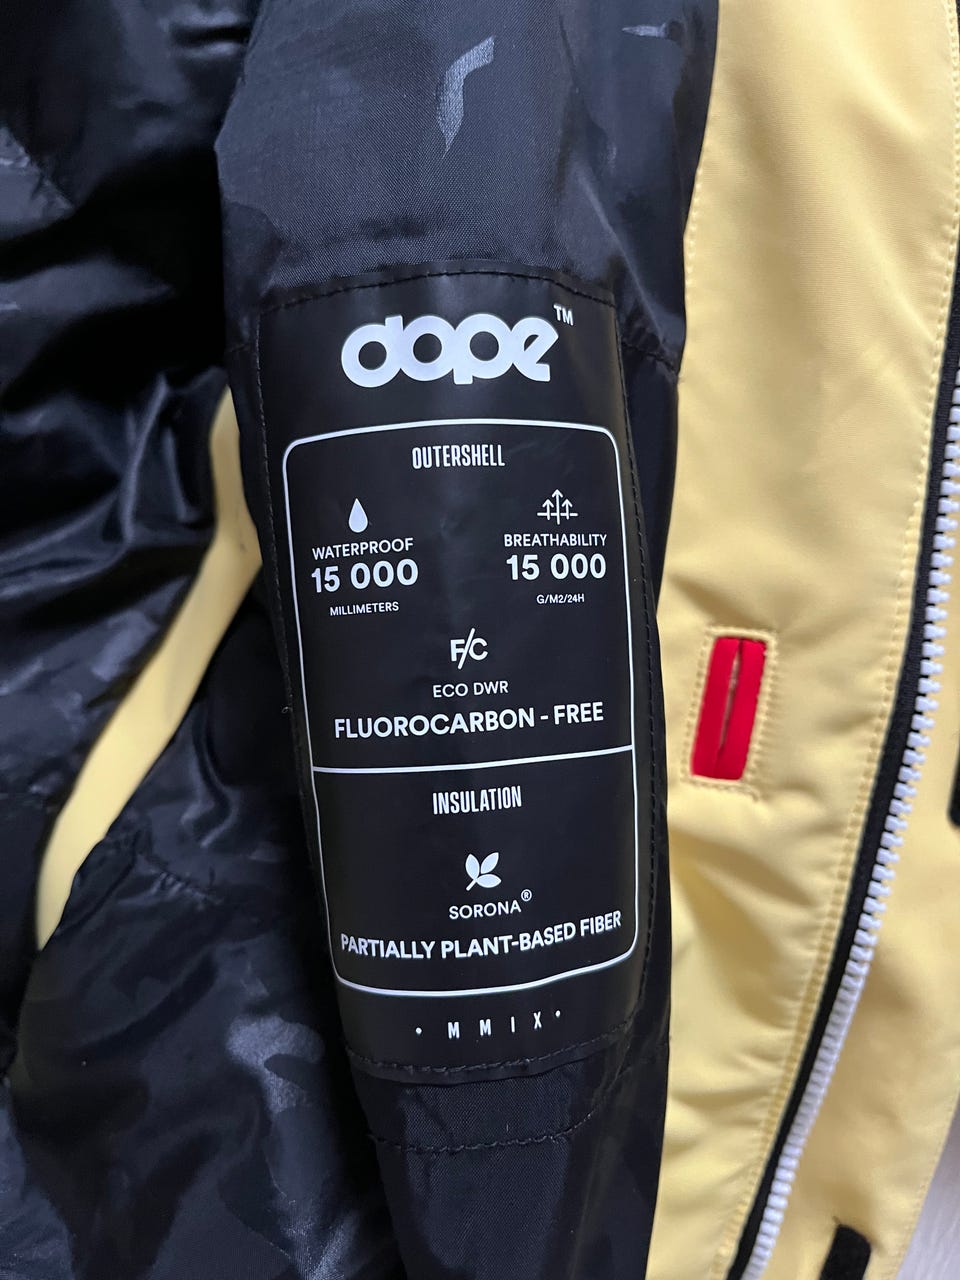 dope™
OUTERSHELL
WATERPROOF
15 000
MILLIMETERS
BREATHABILITY
15 000
G/M2/24H
F/C
ECO DWR
FLUOROCARBON - FREE
INSULATION
SORONA®
PARTIALLY PLANT-BASED FIBER
• M M I X •